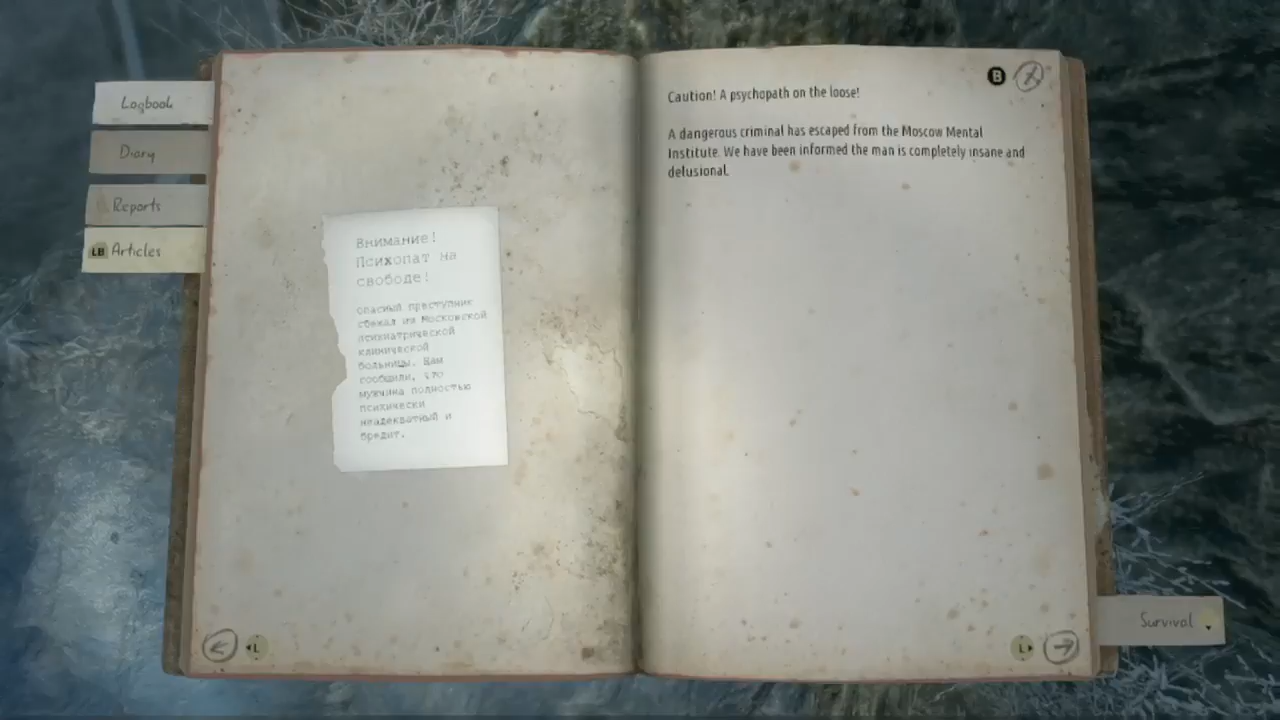 Logbook
Diary
Reports
LB Articles
Внимание!
Психопат на
свободе!
опасный преступник
сбежал из Московской
психиатрической
клинической
больницы. Нам
сообщили, что
мужчина полностью
психически
неадекватный и
бредит.
L
B
Caution! A psychopath on the loose!
A dangerous criminal has escaped from the Moscow Mental
Institute. We have been informed the man is completely insane and
delusional.
L
Survival